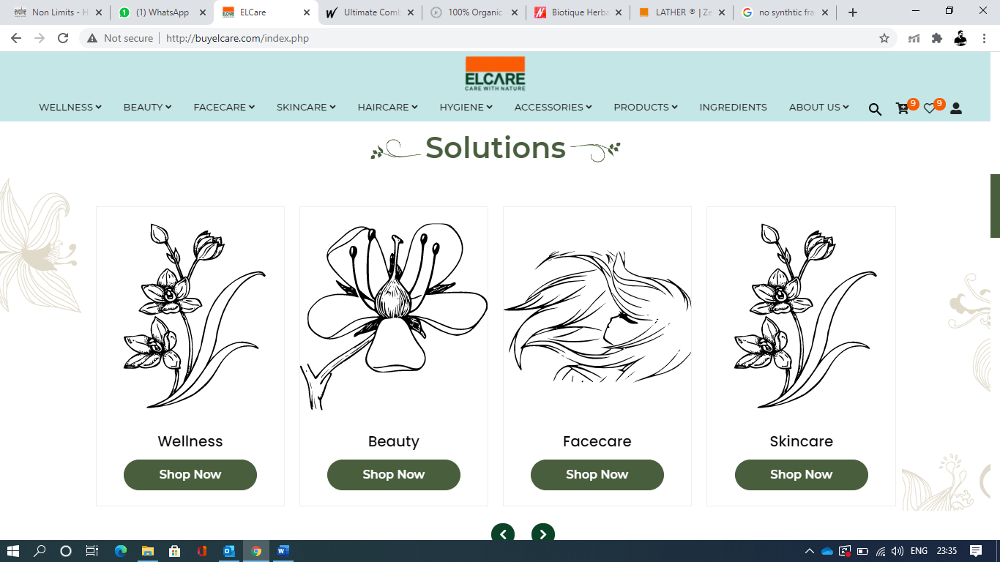 Non Limits - H
(1) WhatsApp
ELCare
Ultimate Comb
100% Organic
Biotique Herba
LATHER ® | Ze
no synthtic fra
Not secure | http://buyelcare.com/index.php
ELCARE
CARE WITH NATURE
WELLNESS BEAUTY FACECARE SKINCARE HAIRCARE HYGIENE ACCESSORIES PRODUCTS INGREDIENTS ABOUT US 9 9
Solutions
Wellness Beauty Facecare Skincare
Shop Now Shop Now Shop Now Shop Now
ENG 23:35